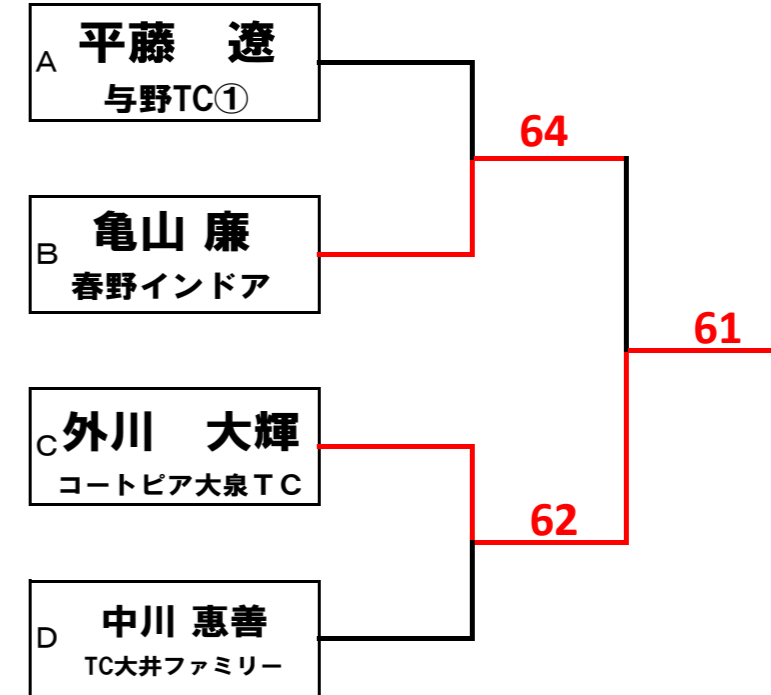 A
平藤　遼
与野TC①
64
B
亀山 廉
春野インドア
61
C
外川　大輝
コートピア大泉ＴＣ
62
D
中川 惠善
TC大井ファミリー